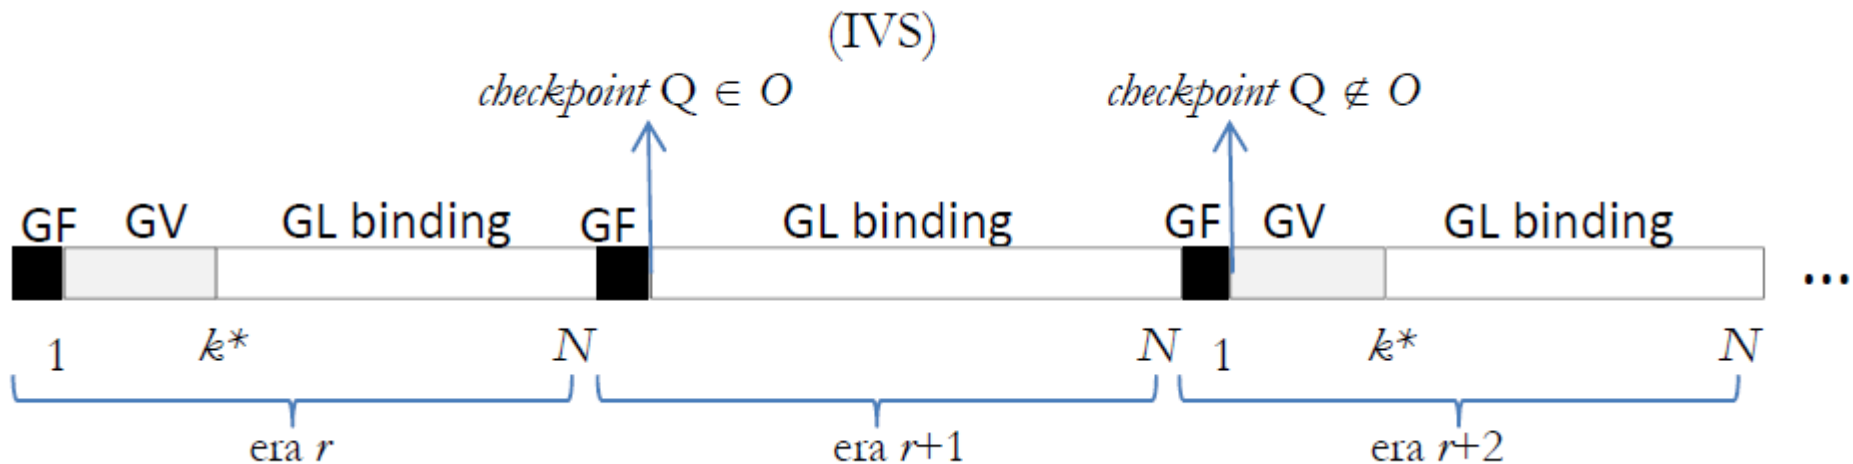 (IVS)
checkpoint Q ∈ O checkpoint Q ∉ O
GF GV GL binding GF GL binding GF GV GL binding
...
1 k* N N 1 k* N
era r era r+1 era r+2